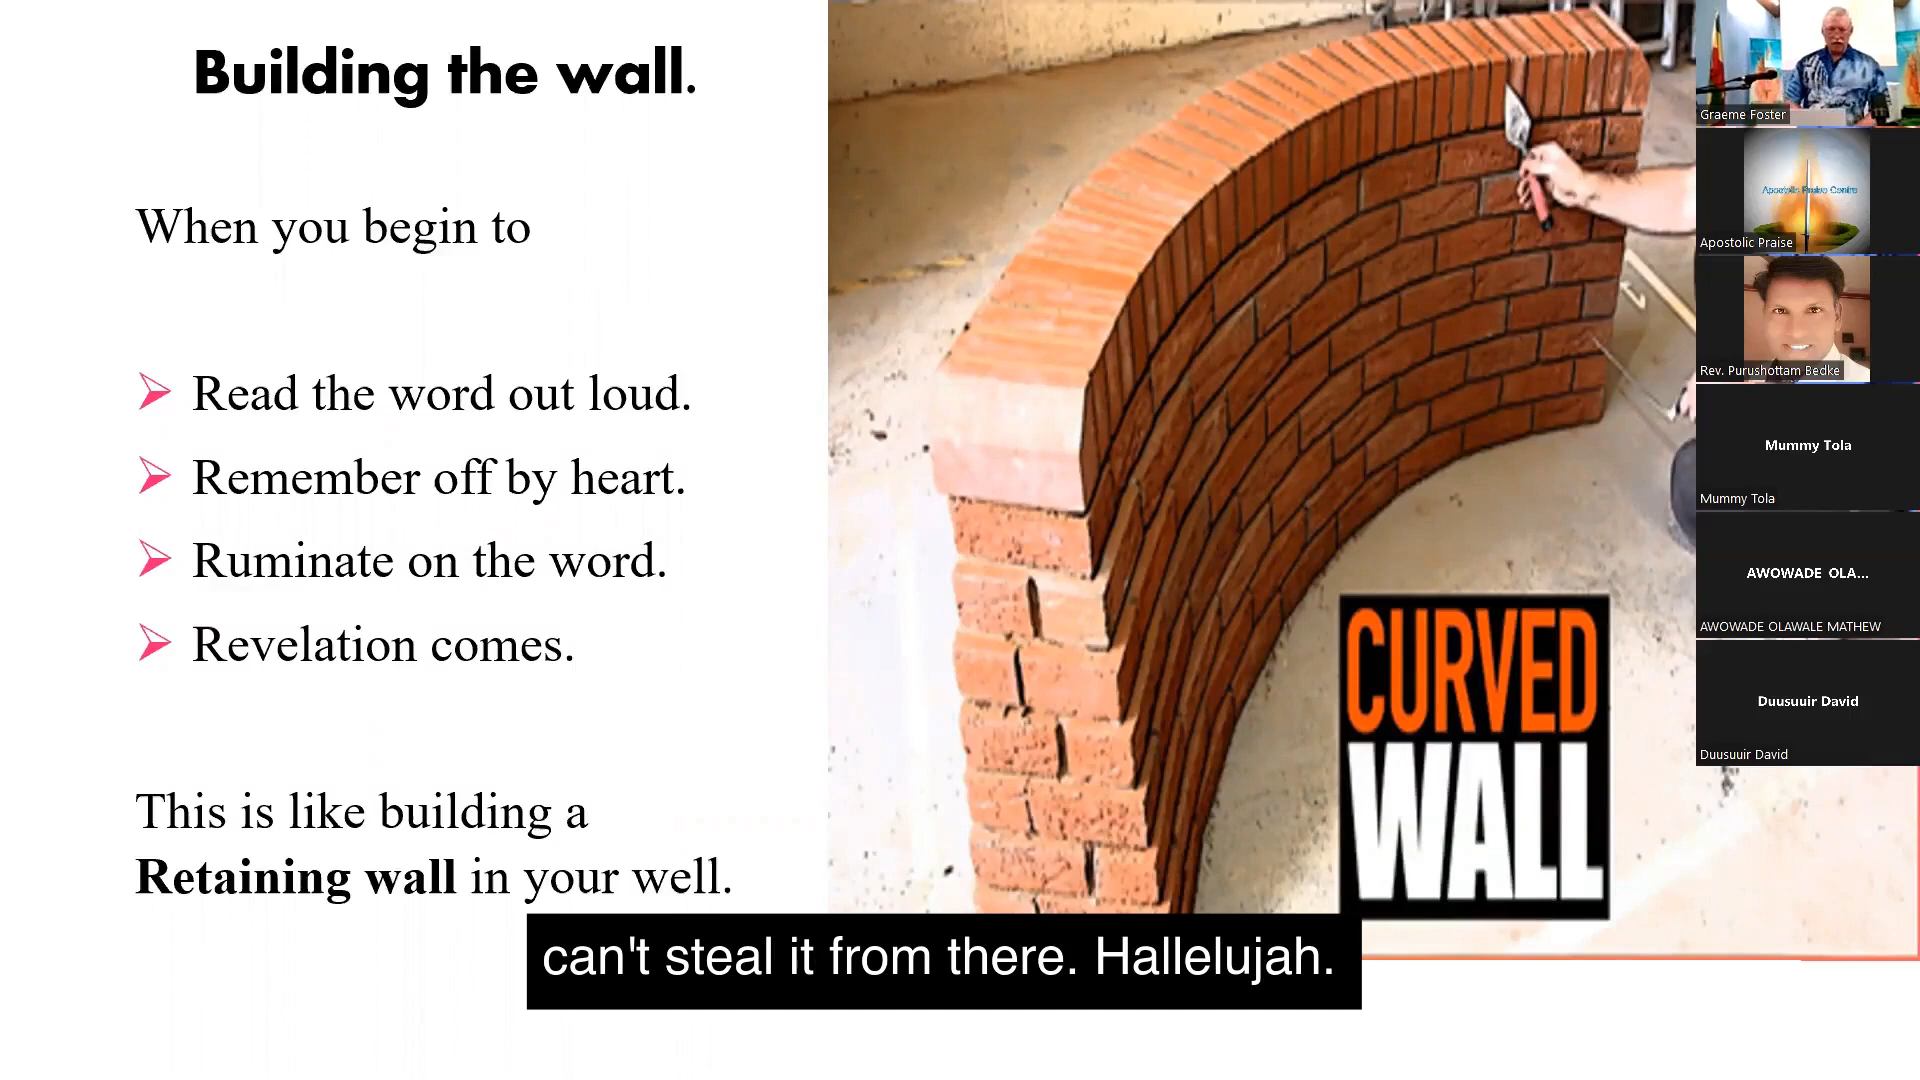 Building the wall.
When you begin to
Read the word out loud.
Remember off by heart.
Ruminate on the word.
Revelation comes.
This is like building a
Retaining wall in your well.
CURVED
WALL
can't steal it from there. Hallelujah.
Graeme Foster
Apostolic Praise Centre
Apostolic Praise
Rev. Purushottam Bedke
Mummy Tola
Mummy Tola
AWOWADE OLA...
AWOWADE OLAWALE MATHEW
Duusuuir David
Duusuuir David